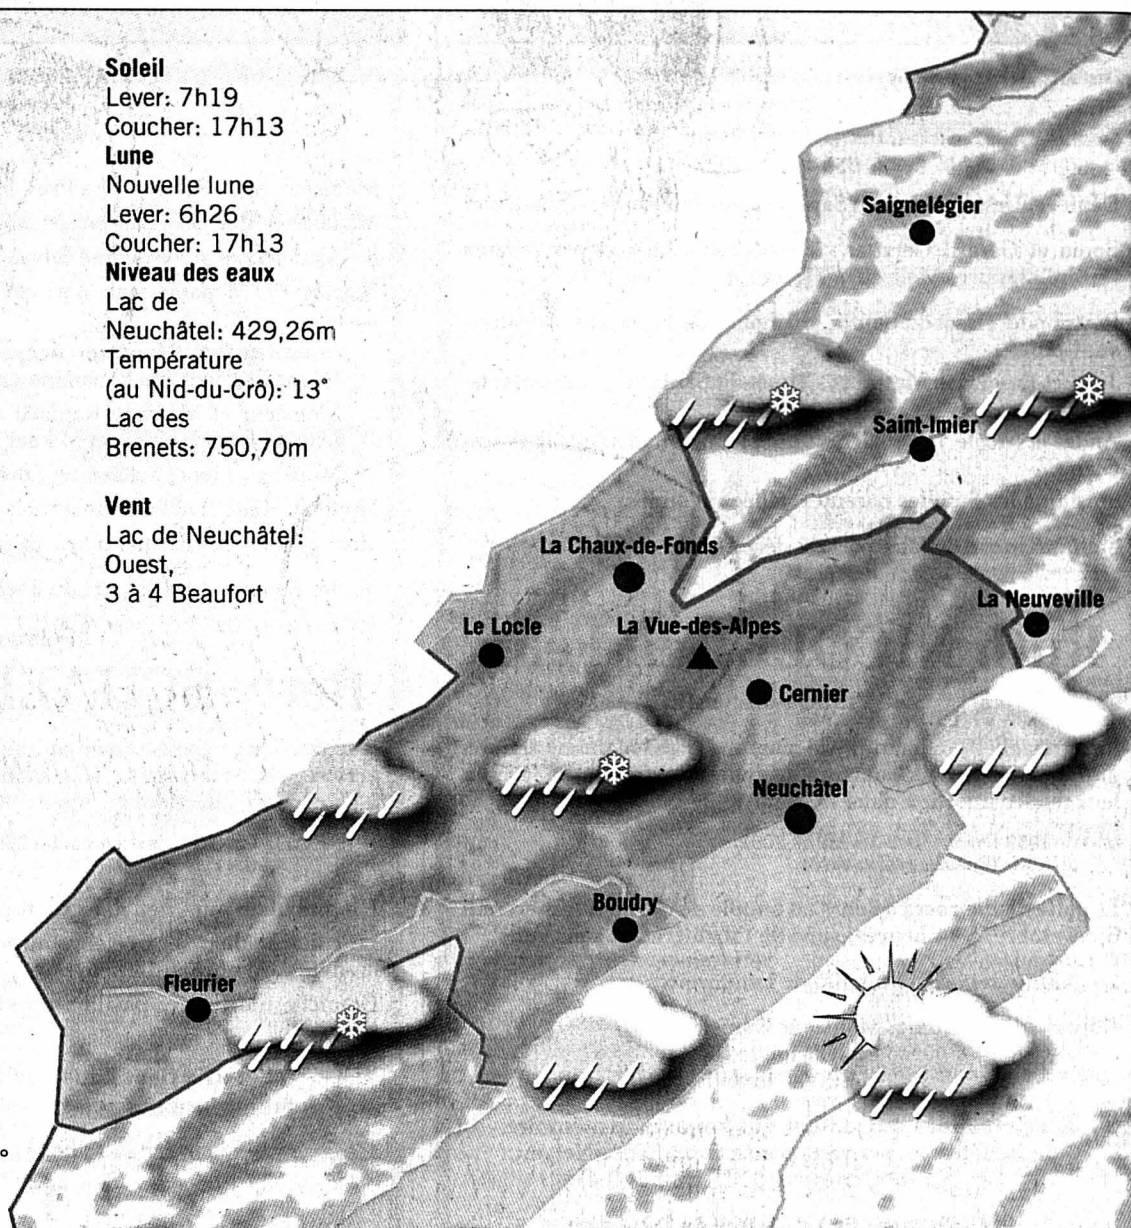 Soleil
Lever: 7h19
Coucher: 17h13
Lune
Nouvelle lune
Lever: 6h26
Coucher: 17h13
Niveau des eaux
Lac de
Neuchâtel: 429,26m
Température
(au Nid-du-Crô): 13°
Lac des
Brenets: 750,70m
Vent
Lac de Neuchâtel:
Ouest,
3 à 4 Beaufort
Saignelégier
Saint-Imier
La Chaux-de-Fonds
La Neuveville
Le Locle
La Vue-des-Alpes
Cernier
Neuchâtel
Boudry
Fleurier